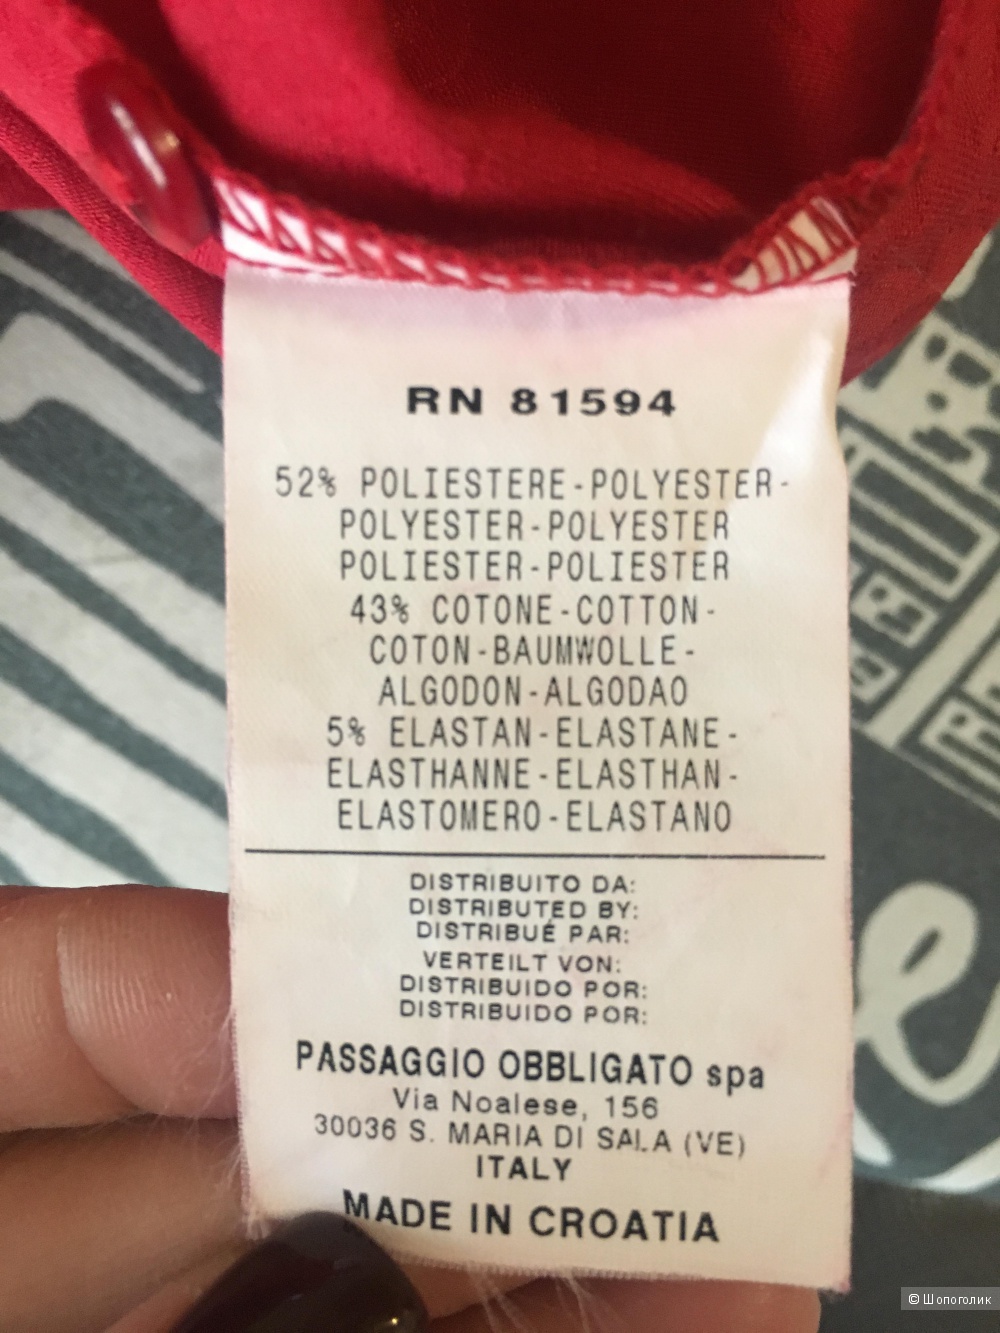 RN 81594
52% POLIESTERE-POLYESTER-
POLYESTER-POLYESTER
POLIESTER-POLIESTER
43% COTONE-COTTON-
COTON-BAUMWOLLE-
ALGODON-ALGODAO
5% ELASTAN-ELASTANE-
ELASTHANNE-ELASTHAN-
ELASTOMERO-ELASTANO
DISTRIBUITO DA:
DISTRIBUTED BY:
DISTRIBUÉ PAR:
VERTEILT VON:
DISTRIBUIDO POR:
DISTRIBUIDO POR:
PASSAGGIO OBBLIGATO spa
Via Noalese, 156
30036 S. MARIA DI SALA (VE)
ITALY
MADE IN CROATIA
© Шопоголик